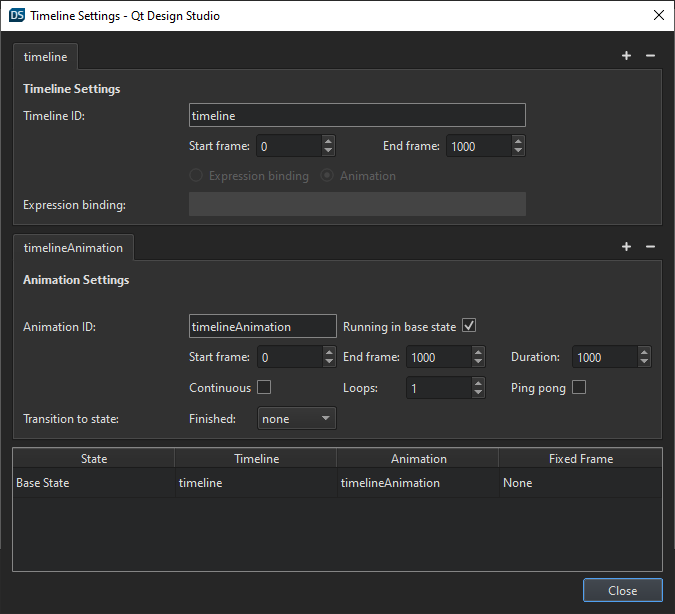 DS Timeline Settings - Qt Design Studio
timeline
Timeline Settings
Timeline ID: timeline
Start frame: 0 End frame: 1000
Expression binding Animation
Expression binding:
timelineAnimation
Animation Settings
Animation ID: timelineAnimation Running in base state
Start frame: 0 End frame: 1000 Duration: 1000
Continuous Loops: 1 Ping pong
Transition to state: Finished: none
State Timeline Animation Fixed Frame
Base State timeline timelineAnimation None
Close